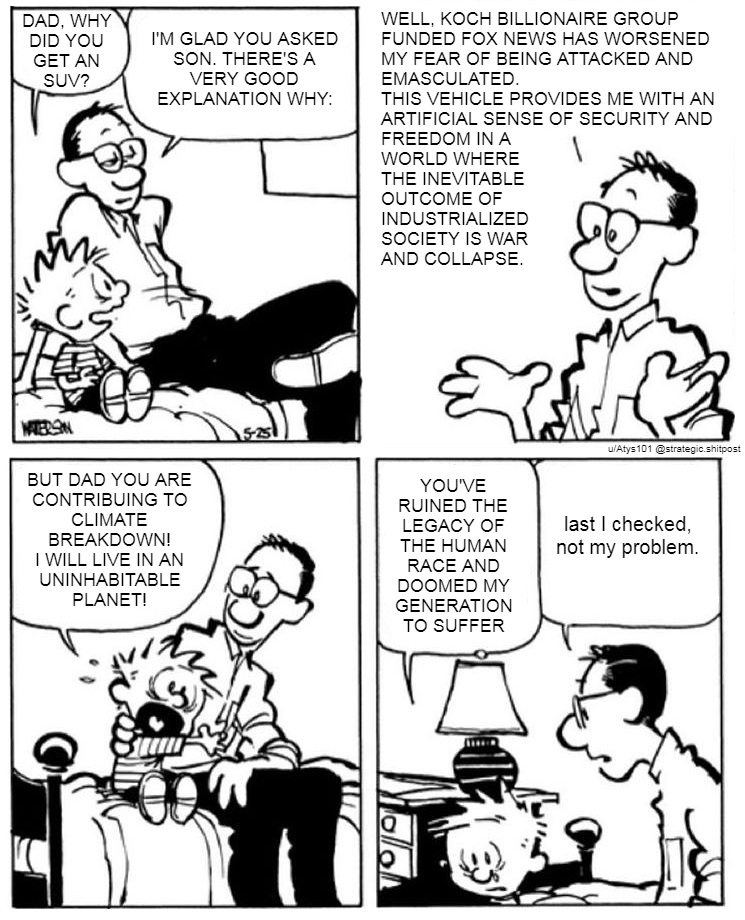 DAD, WHY
DID YOU
GET AN
SUV?
I'M GLAD YOU ASKED
SON. THERE'S A
VERY GOOD
EXPLANATION WHY:
WATTERSON
5-25
WELL, KOCH BILLIONAIRE GROUP
FUNDED FOX NEWS HAS WORSENED
MY FEAR OF BEING ATTACKED AND
EMASCULATED.
THIS VEHICLE PROVIDES ME WITH AN
ARTIFICIAL SENSE OF SECURITY AND
FREEDOM IN A
WORLD WHERE
THE INEVITABLE
OUTCOME OF
INDUSTRIALIZED
SOCIETY IS WAR
AND COLLAPSE.
u/Atys101 @strategic.shitpost
BUT DAD YOU ARE
CONTRIBUING TO
CLIMATE
BREAKDOWN!
I WILL LIVE IN AN
UNINHABITABLE
PLANET!
YOU'VE
RUINED THE
LEGACY OF
THE HUMAN
RACE AND
DOOMED MY
GENERATION
TO SUFFER
last I checked,
not my problem.